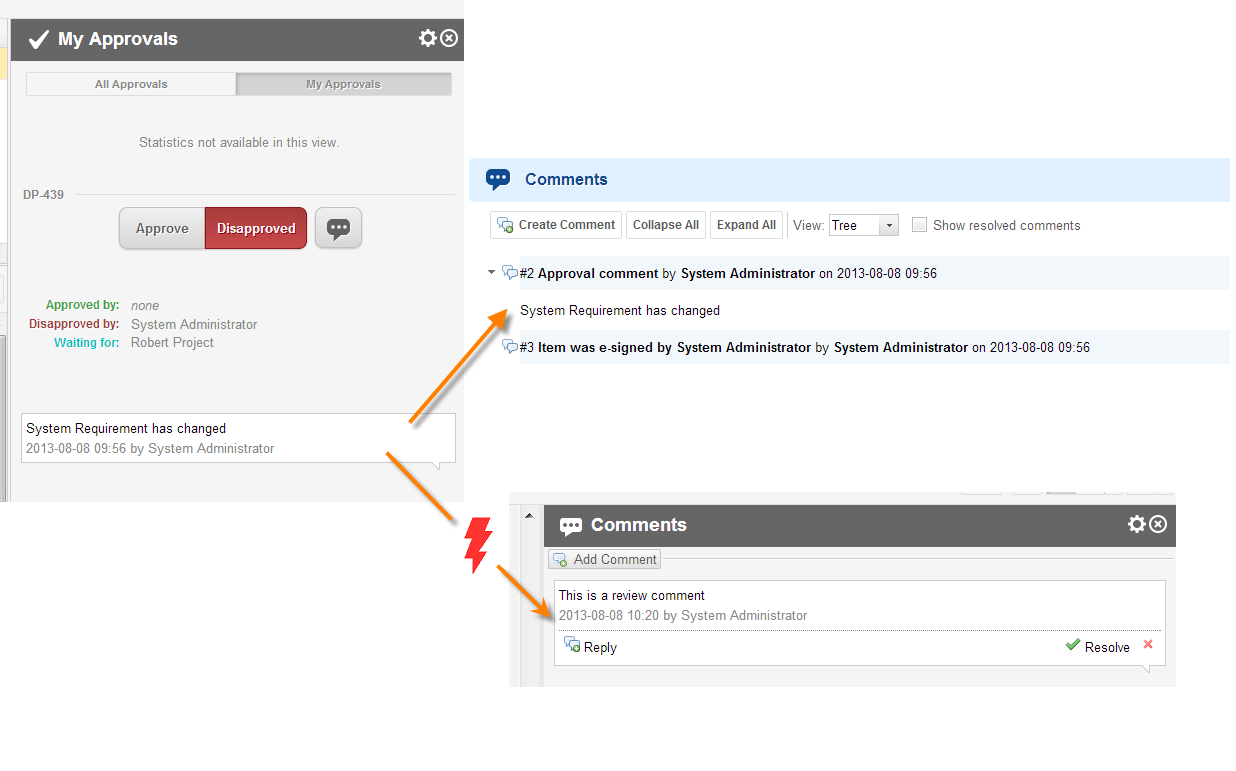 My Approvals
All Approvals My Approvals
Statistics not available in this view.
DP-439
Approve Disapproved
Approved by: none
Disapproved by: System Administrator
Waiting for: Robert Project
System Requirement has changed
2013-08-08 09:56 by System Administrator
Comments
Create Comment Collapse All Expand All View: Tree Show resolved comments
#2 Approval comment by System Administrator on 2013-08-08 09:56
System Requirement has changed
#3 Item was e-signed by System Administrator by System Administrator on 2013-08-08 09:56
Comments
Add Comment
This is a review comment
2013-08-08 10:20 by System Administrator
Reply Resolve